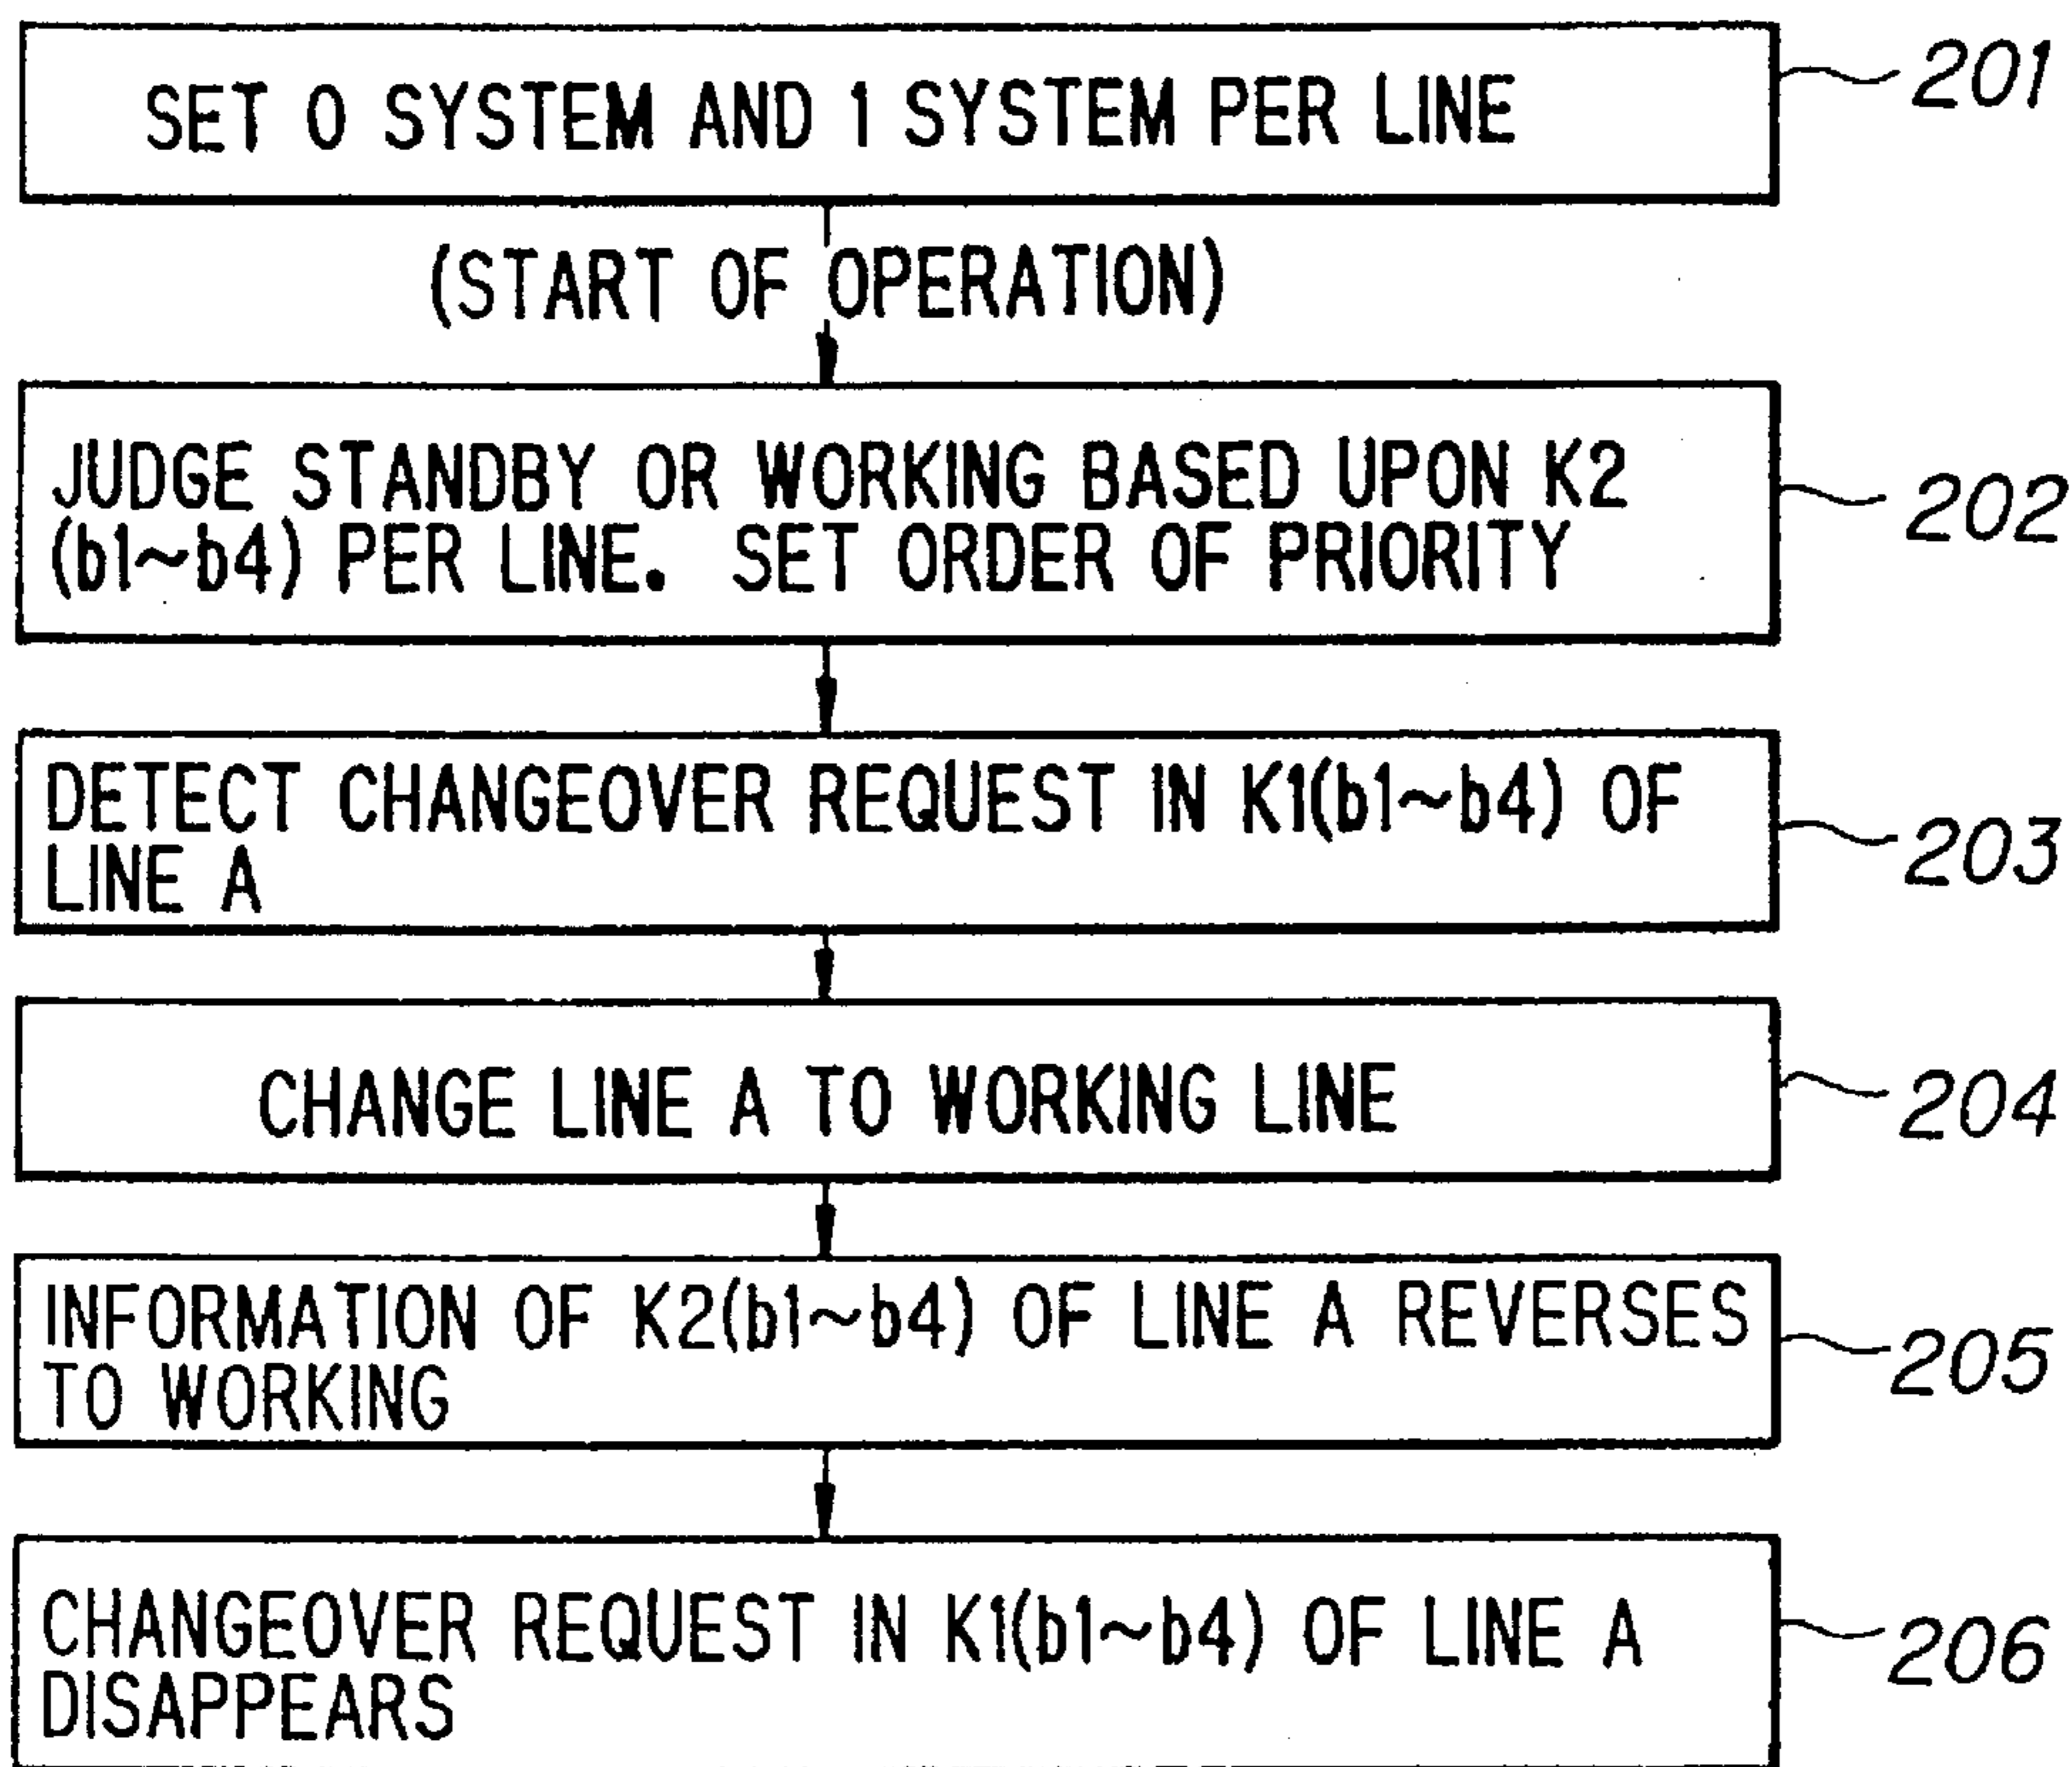 SET 0 SYSTEM AND 1 SYSTEM PER LINE
201
(START OF OPERATION)
JUDGE STANDBY OR WORKING BASED UPON K2
(b1~b4) PER LINE. SET ORDER OF PRIORITY
202
DETECT CHANGEOVER REQUEST IN K1(b1~b4) OF
LINE A
203
CHANGE LINE A TO WORKING LINE
204
INFORMATION OF K2(b1~b4) OF LINE A REVERSES
TO WORKING
205
CHANGEOVER REQUEST IN K1(b1~b4) OF LINE A
DISAPPEARS
206